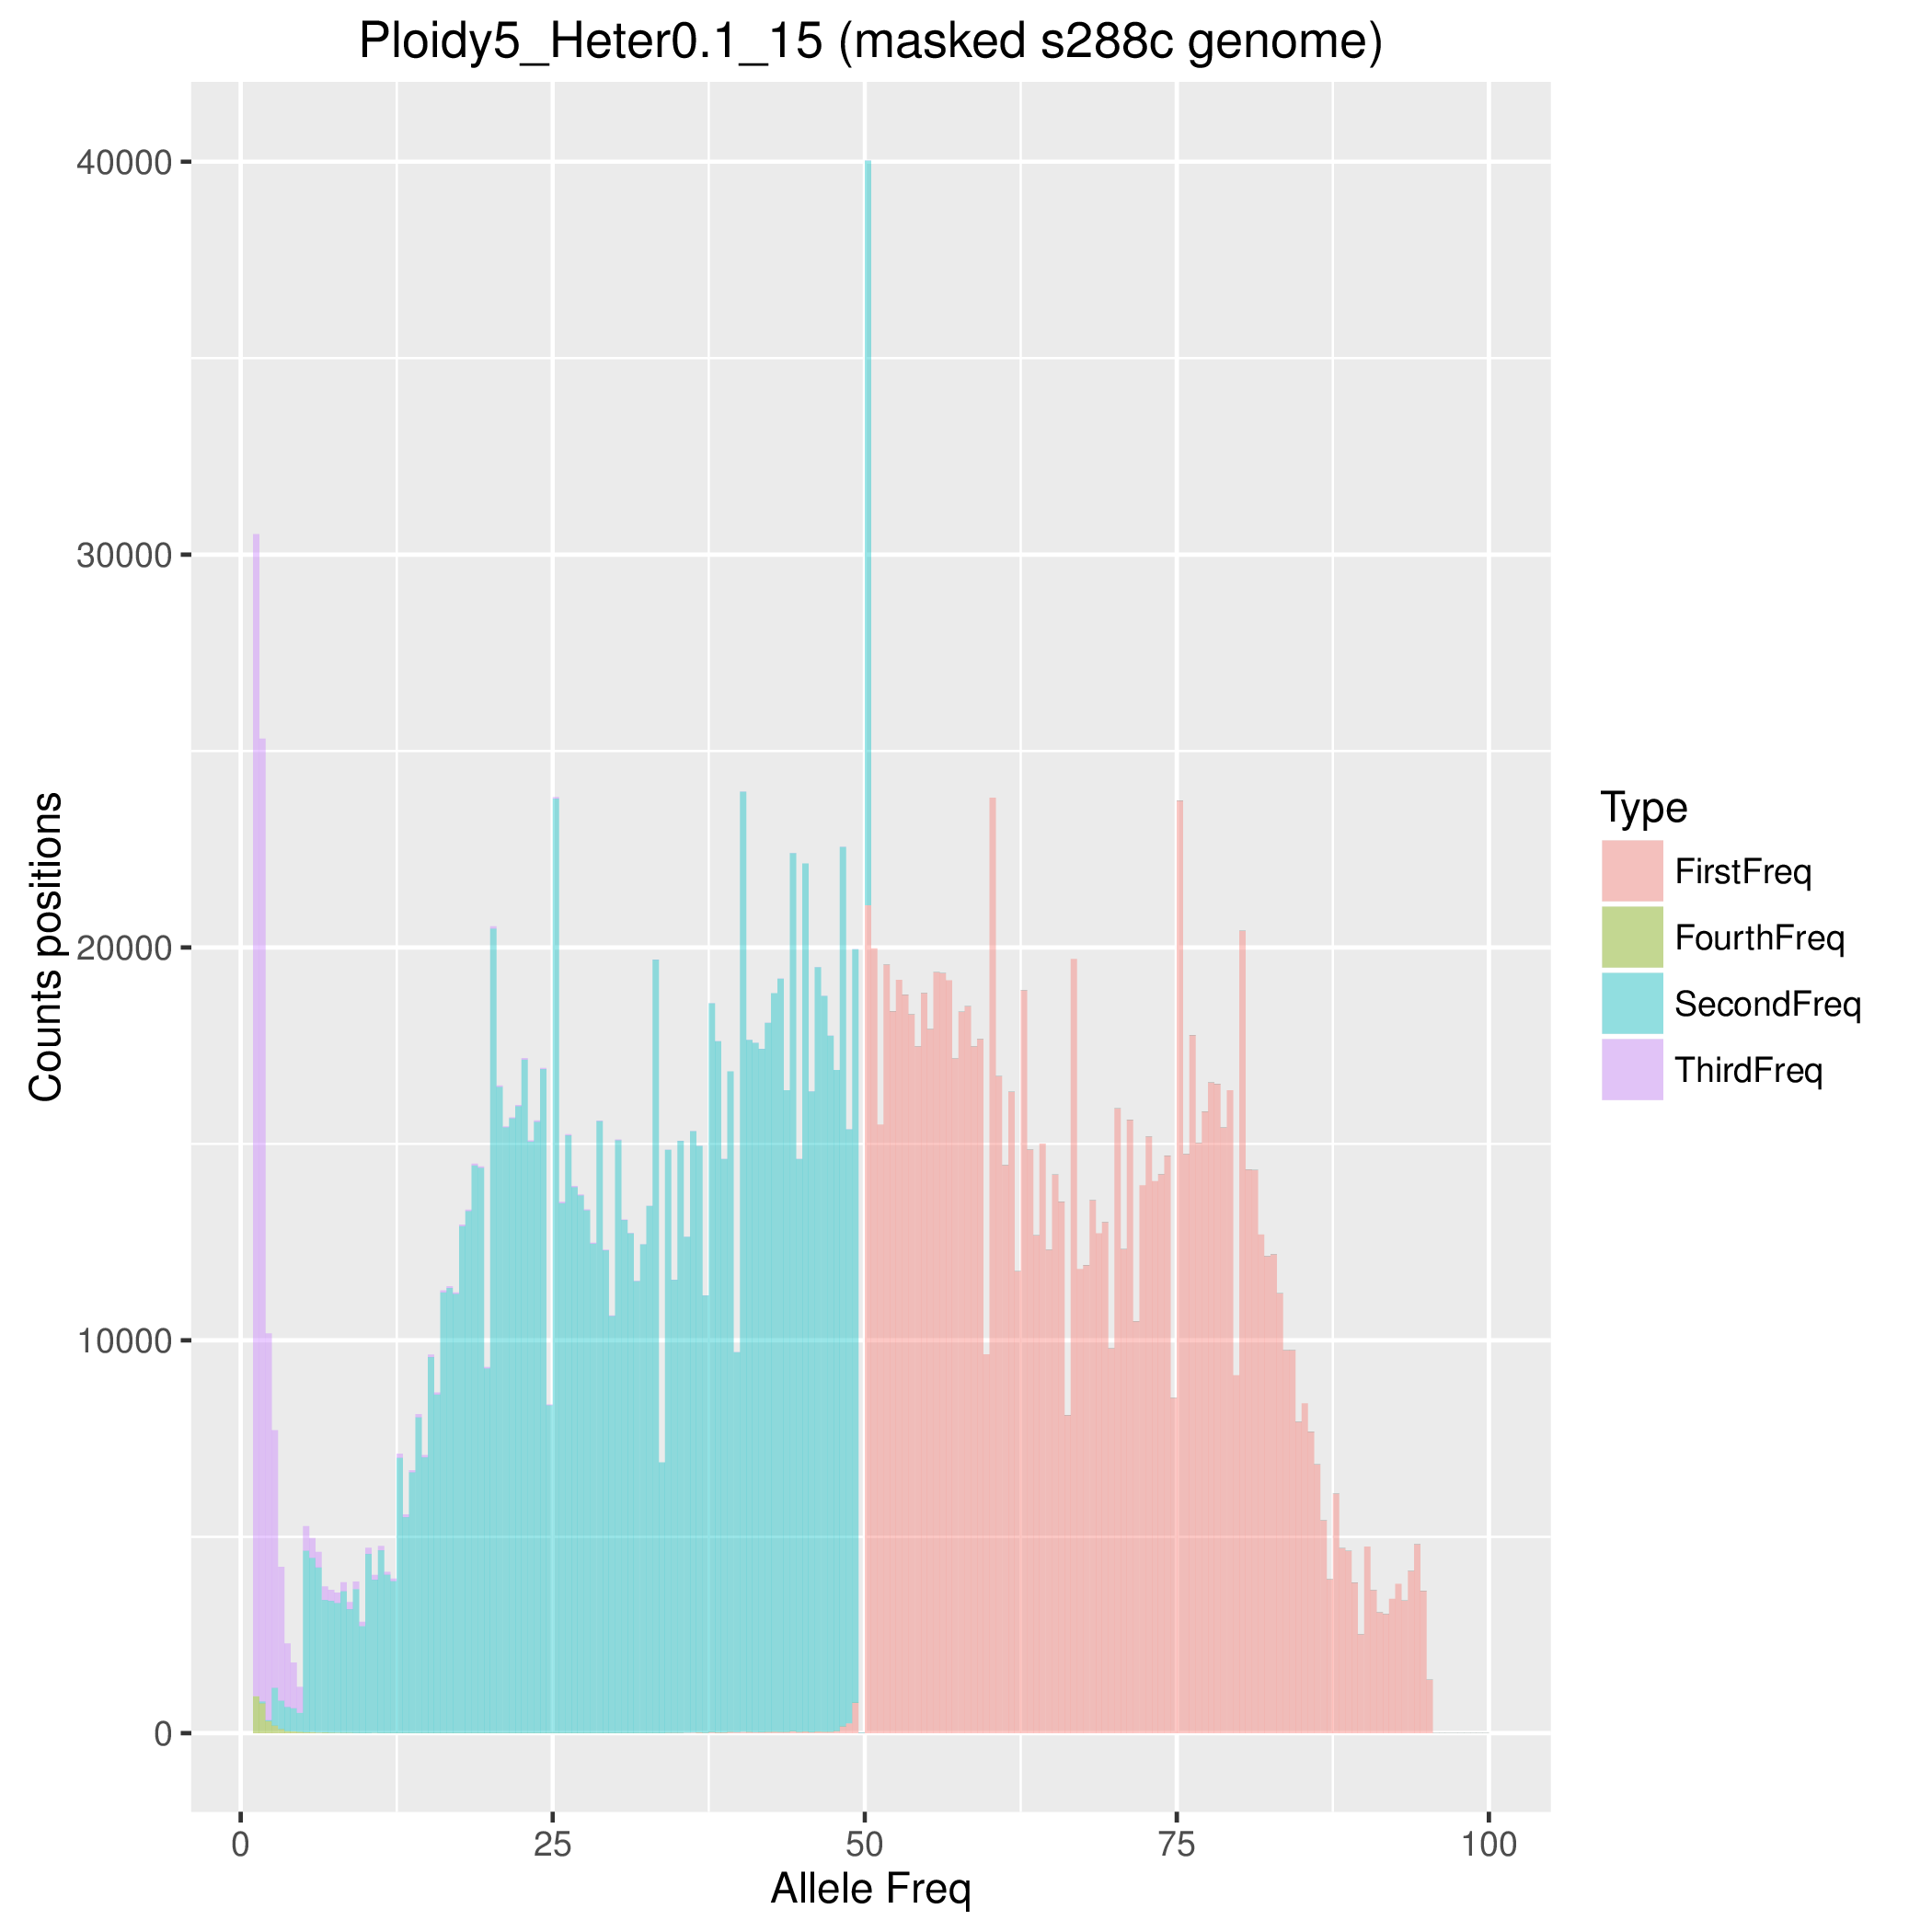 Ploidy5_Heter0.1_15 (masked s288c genome)
40000
30000
20000
10000
0
Counts positions
0 25 50 75 100
Allele Freq
Type
FirstFreq
FourthFreq
SecondFreq
ThirdFreq